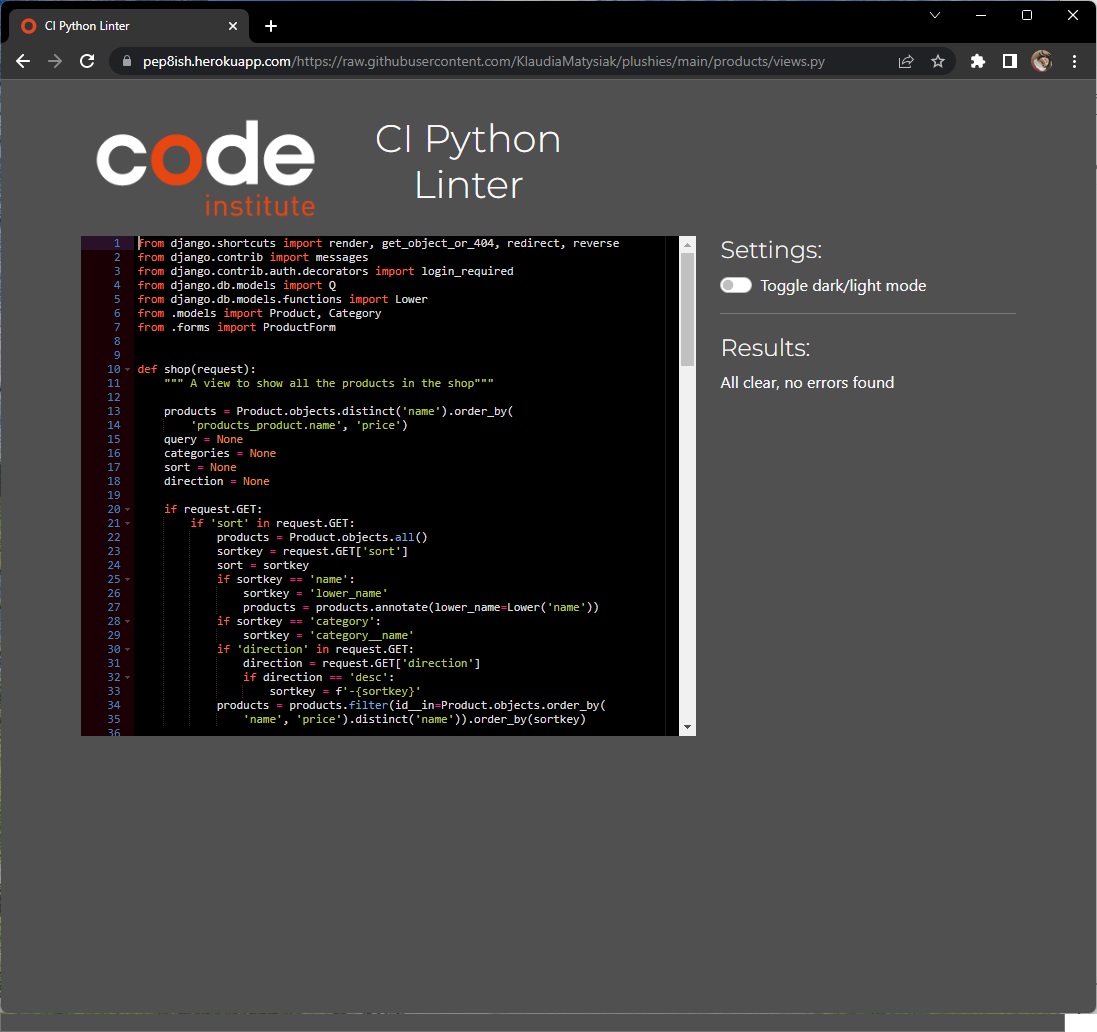 CI Python Linter
pep8ish.herokuapp.com/https://raw.githubusercontent.com/KlaudiaMatysiak/plushies/main/products/views.py
code
institute
CI Python
Linter
1 from django.shortcuts import render, get_object_or_404, redirect, reverse
2 from django.contrib import messages
3 from django.contrib.auth.decorators import login_required
4 from django.db.models import Q
5 from django.db.models.functions import Lower
6 from .models import Product, Category
7 from .forms import ProductForm
8
9
10 def shop(request):
11     """ A view to show all the products in the shop"""
12
13     products = Product.objects.distinct('name').order_by(
14         'products_product.name', 'price')
15     query = None
16     categories = None
17     sort = None
18     direction = None
19
20     if request.GET:
21         if 'sort' in request.GET:
22             products = Product.objects.all()
23             sortkey = request.GET['sort']
24             sort = sortkey
25             if sortkey == 'name':
26                 sortkey = 'lower_name'
27                 products = products.annotate(lower_name=Lower('name'))
28             if sortkey == 'category':
29                 sortkey = 'category__name'
30             if 'direction' in request.GET:
31                 direction = request.GET['direction']
32                 if direction == 'desc':
33                     sortkey = f'-{sortkey}'
34             products = products.filter(id__in=Product.objects.order_by(
35                 'name', 'price').distinct('name')).order_by(sortkey)
36
Settings:
Toggle dark/light mode
Results:
All clear, no errors found